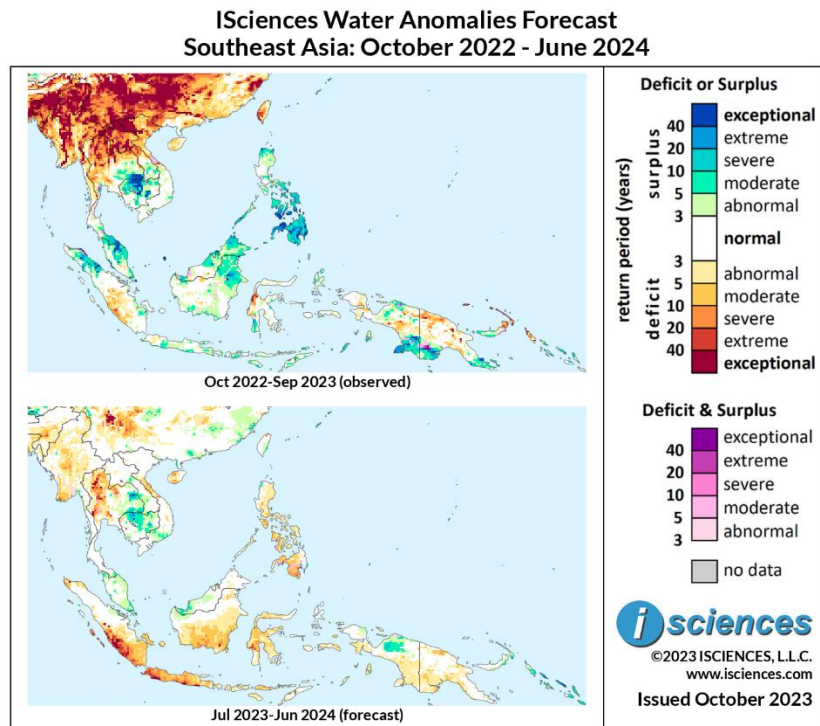 ISciences Water Anomalies Forecast
Southeast Asia: October 2022 - June 2024
Oct 2022-Sep 2023 (observed)
Jul 2023-Jun 2024 (forecast)
Deficit or Surplus
return period (years)
surplus
deficit
exceptional
40
extreme
20
severe
10
moderate
5
abnormal
3
normal
3
abnormal
5
moderate
10
severe
20
extreme
40
exceptional
Deficit & Surplus
exceptional
40
extreme
20
severe
10
moderate
5
abnormal
3
no data
i sciences
©2023 ISCIENCES, L.L.C.
www.isciences.com
Issued October 2023